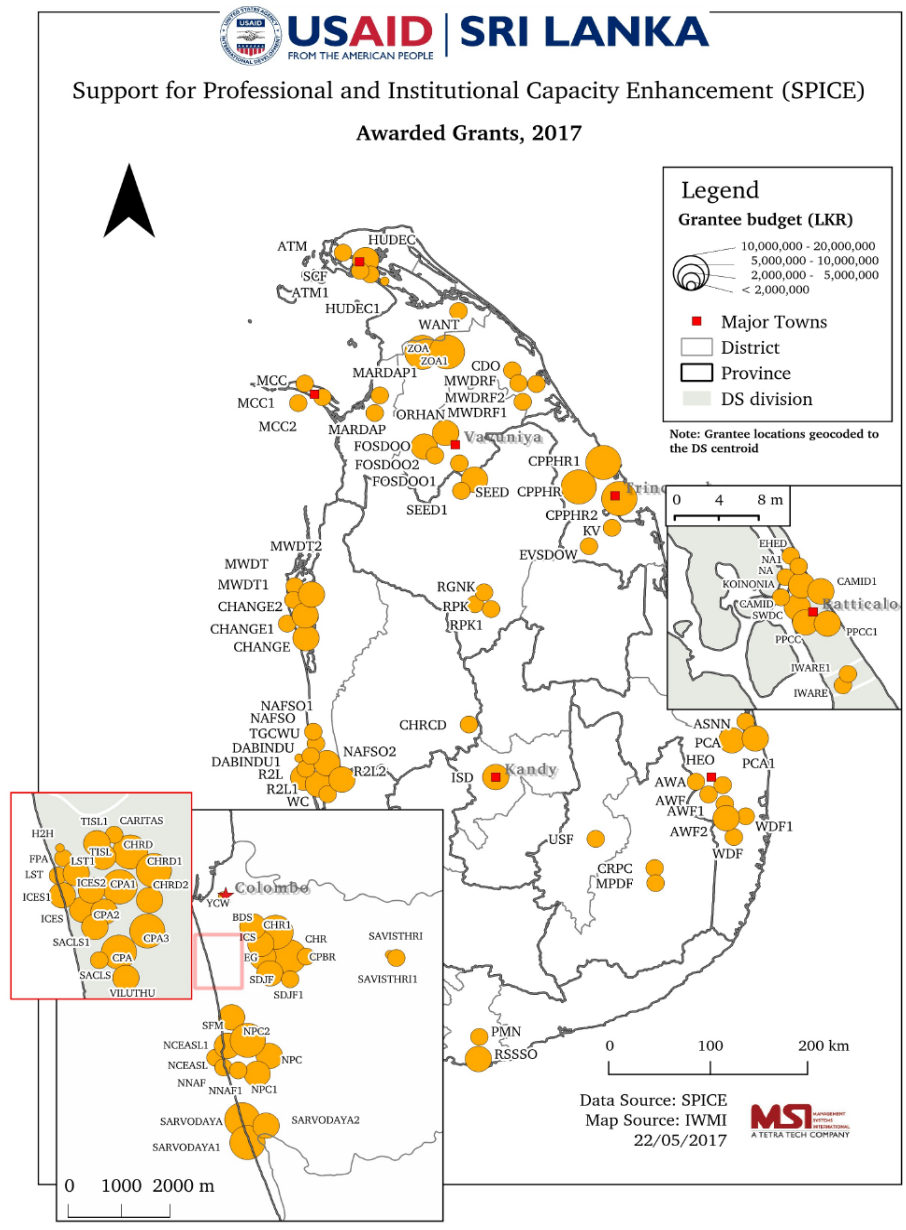 UNITED STATES AGENCY
USAID
INTERNATIONAL DEVELOPMENT
USAID | SRI LANKA
FROM THE AMERICAN PEOPLE
Support for Professional and Institutional Capacity Enhancement (SPICE)
Awarded Grants, 2017
Legend
Grantee budget (LKR)
10,000,000 - 20,000,000
5,000,000 - 10,000,000
2,000,000 - 5,000,000
< 2,000,000
Major Towns
District
Province
DS division
Note: Grantee locations geocoded to
the DS centroid
ATM
HUDEC
SCF
ATM1
HUDEC1
WANT
ZOA
ZOA1
MARDAP1
CDO
MCC
MWDRF
MCC1
MWDRF2
ORHAN
MWDRF1
MCC2
MARDAP
Vavuniya
FOSDOO
FOSDOO2
FOSDOO1
CPPHR1
SEED
CPPHR
SEED1
CPPHR2
KV
EVSDOW
0 4 8 m
EHED
NA1
NA
KOINONIA
CAMID1
CAMID
Batticalo
SWDC
PPCC
PPCC1
IWARE1
IWARE
MWDT2
MWDT
MWDT1
CHANGE2
CHANGE1
CHANGE
RGNK
RPK
RPK1
NAFSO1
NAFSO
TGCWU
DABINDU
DABINDU1
NAFSO2
R2L
R2L2
R2L1
WC
CHRCD
ISD
Kandy
ASNN
PCA
PCA1
HEO
AWA
AWF
AWF1
AWF2
WDF1
WDF
USF
CRPC
MPDF
TISL1
CARITAS
H2H
TISL
CHRD
FPA
LST1
CHRD1
LST
ICES2
CPA1
CHRD2
ICES1
ICES
CPA2
SACLS1
CPA3
CPA
SACLS
VILUTHU
Colombo
YCW
BDS
CHR1
ICS
CHR
EG
CPBR
SDJF
SDJF1
SAVISTHRI
SAVISTHRI1
SFM
NPC2
NCEASL1
NPC
NCEASL
NNAF
NNAF1
NPC1
SARVODAYA
SARVODAYA2
SARVODAYA1
0 1000 2000 m
PMN
RSSSO
0 100 200 km
Data Source: SPICE
Map Source: IWMI
22/05/2017
MSI
MANAGEMENT
SYSTEMS
INTERNATIONAL
A TETRA TECH COMPANY